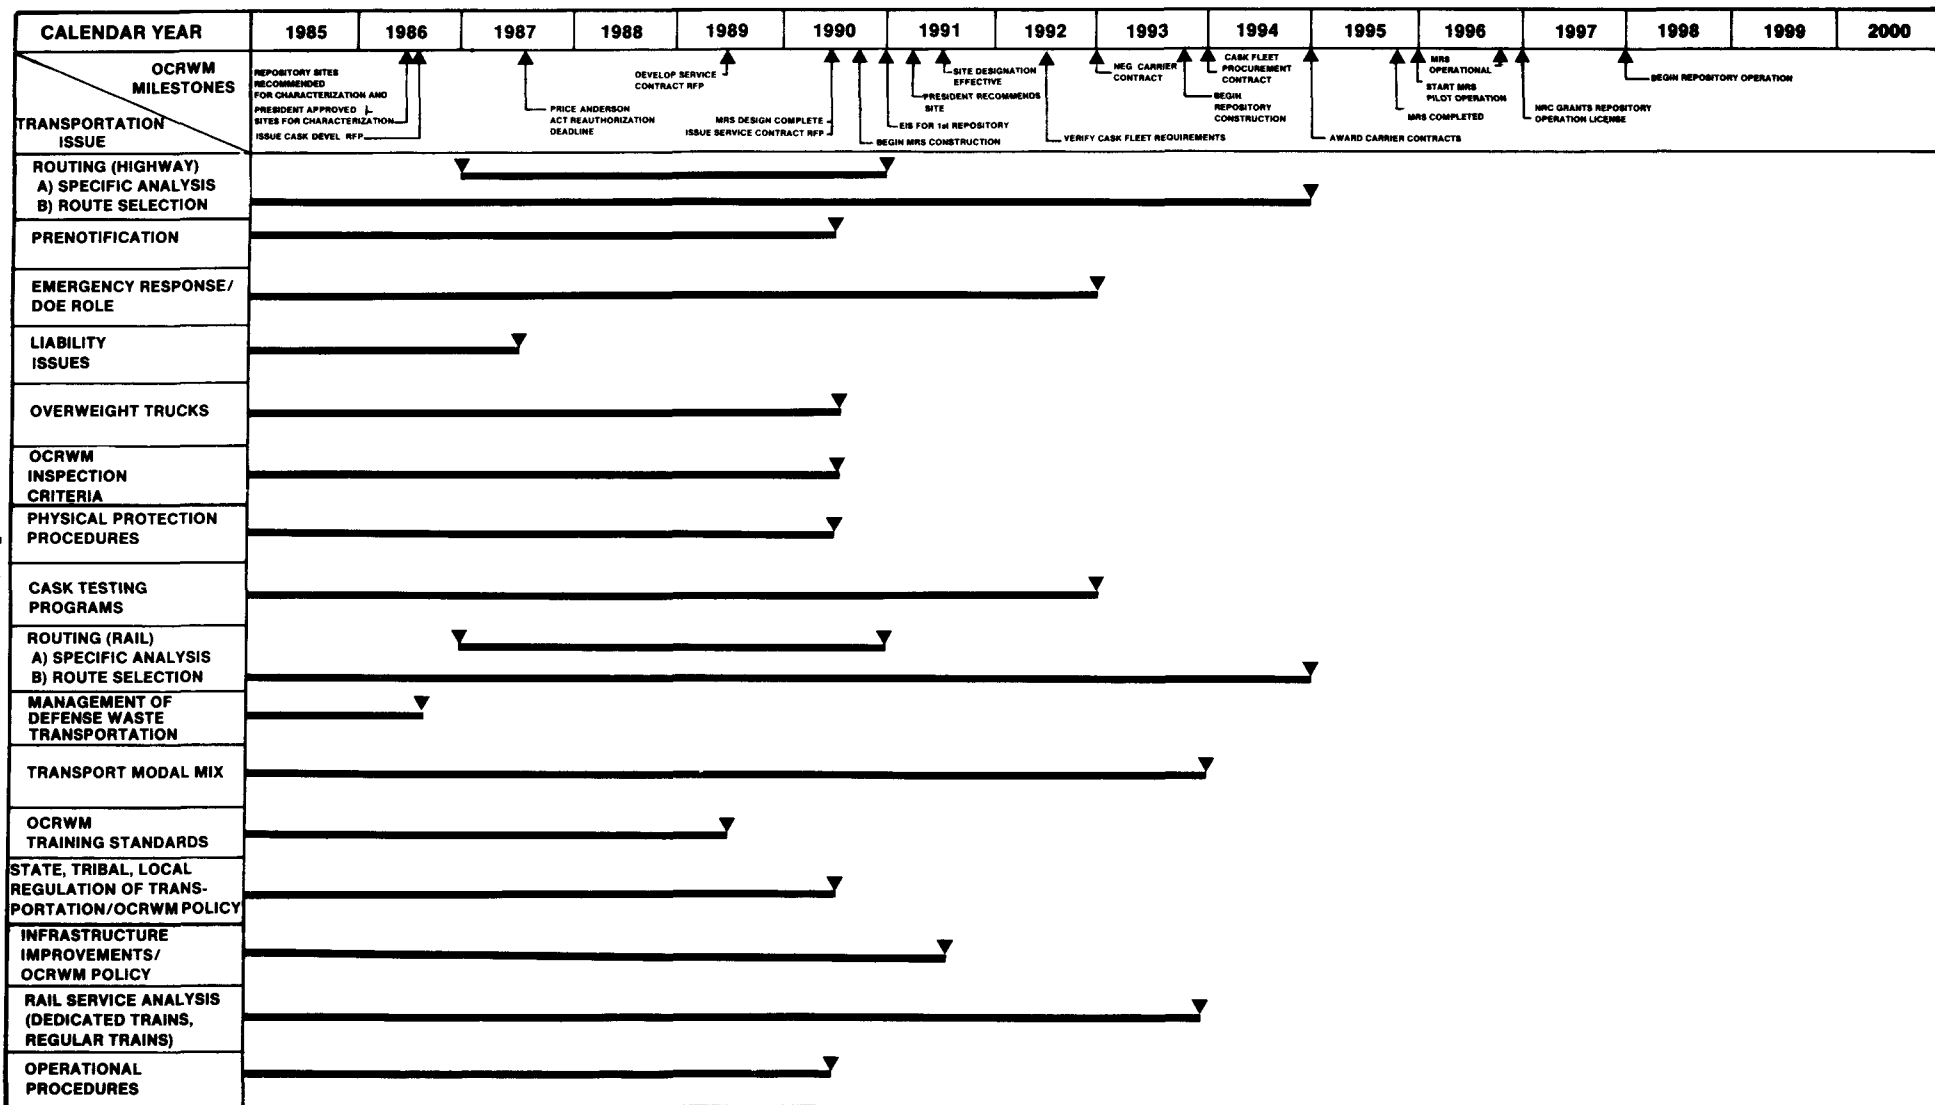 CALENDAR YEAR 1985 1986 1987 1988 1989 1990 1991 1992 1993 1994 1995 1996 1997 1998 1999 2000
OCRWM
MILESTONES
TRANSPORTATION
ISSUE
REPOSITORY SITES
RECOMMENDED
FOR CHARACTERIZATION AND
PRESIDENT APPROVED
SITES FOR CHARACTERIZATION
ISSUE CASK DEVEL RFP
PRICE ANDERSON
ACT REAUTHORIZATION
DEADLINE
DEVELOP SERVICE
CONTRACT RFP
MRS DESIGN COMPLETE
ISSUE SERVICE CONTRACT RFP
BEGIN MRS CONSTRUCTION
EIS FOR 1st REPOSITORY
PRESIDENT RECOMMENDS
SITE
SITE DESIGNATION
EFFECTIVE
VERIFY CASK FLEET REQUIREMENTS
NEG CARRIER
CONTRACT
BEGIN
REPOSITORY
CONSTRUCTION
CASK FLEET
PROCUREMENT
CONTRACT
AWARD CARRIER CONTRACTS
MRS COMPLETED
START MRS
PILOT OPERATION
MRS
OPERATIONAL
NRC GRANTS REPOSITORY
OPERATION LICENSE
BEGIN REPOSITORY OPERATION
ROUTING (HIGHWAY)
A) SPECIFIC ANALYSIS
B) ROUTE SELECTION
PRENOTIFICATION
EMERGENCY RESPONSE/
DOE ROLE
LIABILITY
ISSUES
OVERWEIGHT TRUCKS
OCRWM
INSPECTION
CRITERIA
PHYSICAL PROTECTION
PROCEDURES
CASK TESTING
PROGRAMS
ROUTING (RAIL)
A) SPECIFIC ANALYSIS
B) ROUTE SELECTION
MANAGEMENT OF
DEFENSE WASTE
TRANSPORTATION
TRANSPORT MODAL MIX
OCRWM
TRAINING STANDARDS
STATE, TRIBAL, LOCAL
REGULATION OF TRANS-
PORTATION/OCRWM POLICY
INFRASTRUCTURE
IMPROVEMENTS/
OCRWM POLICY
RAIL SERVICE ANALYSIS
(DEDICATED TRAINS,
REGULAR TRAINS)
OPERATIONAL
PROCEDURES